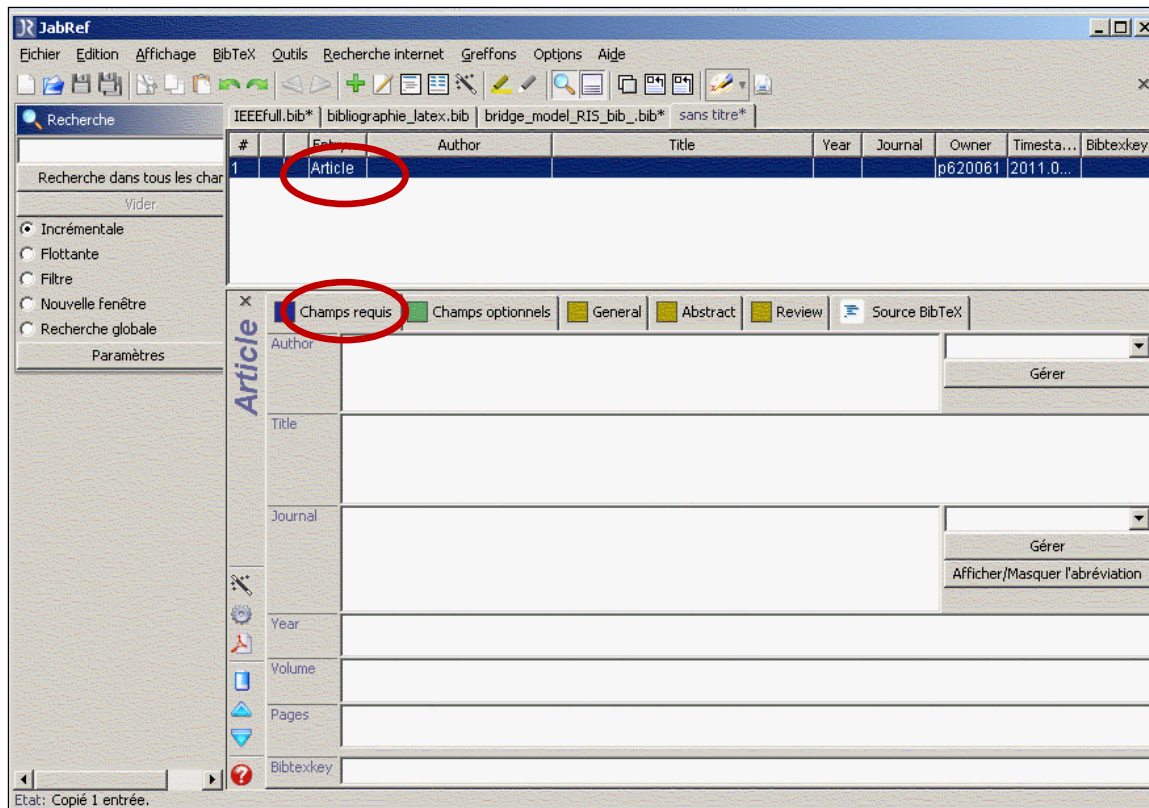 JabRef
Fichier Edition Affichage BibTeX Outils Recherche internet Greffons Options Aide
Recherche
IEEEfull.bib* bibliographie_latex.bib bridge_model_RIS_bib_.bib* sans titre*
# Author Title Year Journal Owner Timesta... Bibtexkey
1 Article p620061 2011.0...
Recherche dans tous les char
Vider
Incrémentale
Flottante
Filtre
Nouvelle fenêtre
Recherche globale
Paramètres
Article
Champs requis Champs optionnels General Abstract Review Source BibTeX
Author
Gérer
Title
Journal
Gérer
Afficher/Masquer l'abréviation
Year
Volume
Pages
Bibtexkey
Etat: Copié 1 entrée.